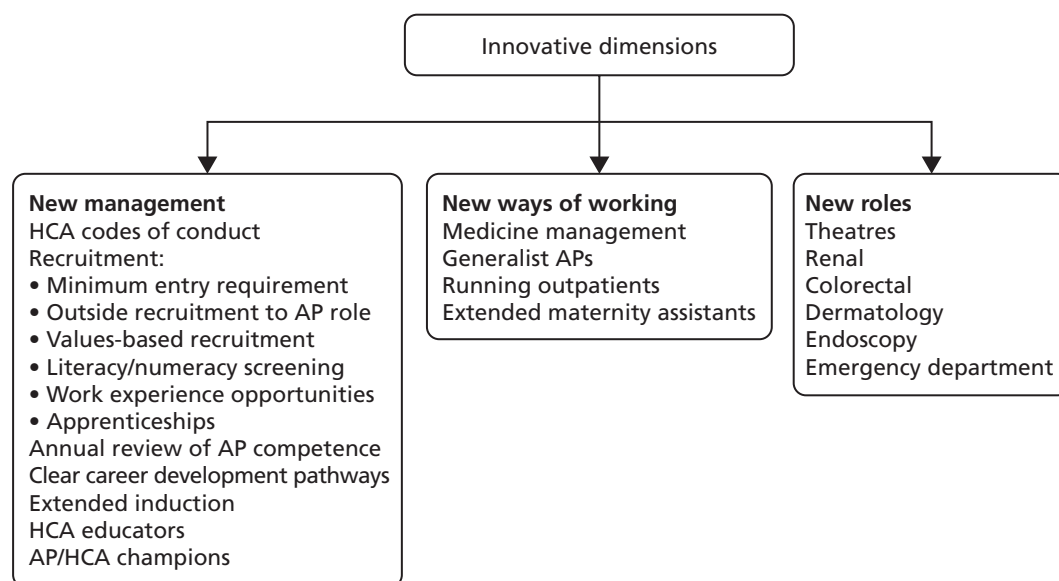 Innovative dimensions
New management
HCA codes of conduct
Recruitment:
• Minimum entry requirement
• Outside recruitment to AP role
• Values-based recruitment
• Literacy/numeracy screening
• Work experience opportunities
• Apprenticeships
Annual review of AP competence
Clear career development pathways
Extended induction
HCA educators
AP/HCA champions
New ways of working
Medicine management
Generalist APs
Running outpatients
Extended maternity assistants
New roles
Theatres
Renal
Colorectal
Dermatology
Endoscopy
Emergency department